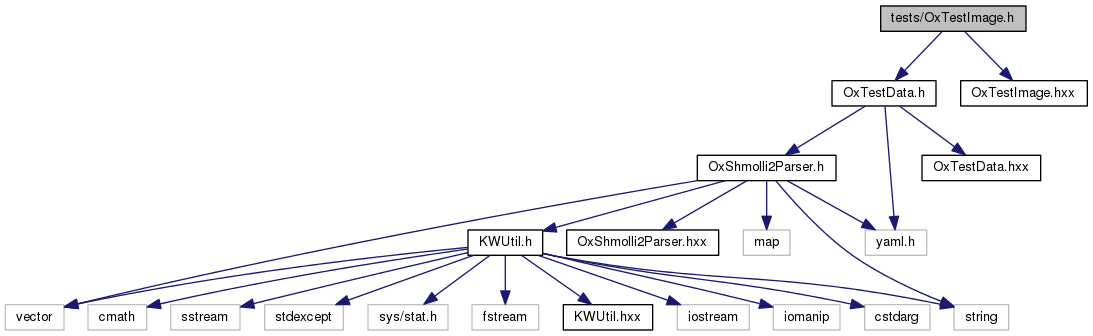 tests/OxTestImage.h
OxTestData.h
OxTestImage.hxx
OxShmolli2Parser.h
OxTestData.hxx
KWUtil.h
OxShmolli2Parser.hxx
map
yaml.h
vector
cmath
sstream
stdexcept
sys/stat.h
fstream
KWUtil.hxx
iostream
iomanip
cstdarg
string